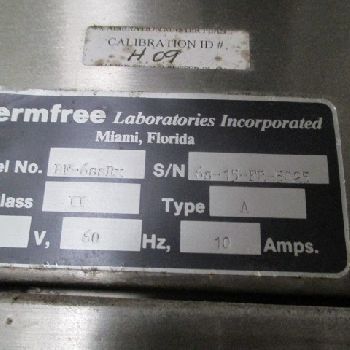 CALIBRATION ID #.
H 09
ermfree Laboratories Incorporated
Miami, Florida
el No. S/N
lass II Type A
V, 60 Hz, 10 Amps.